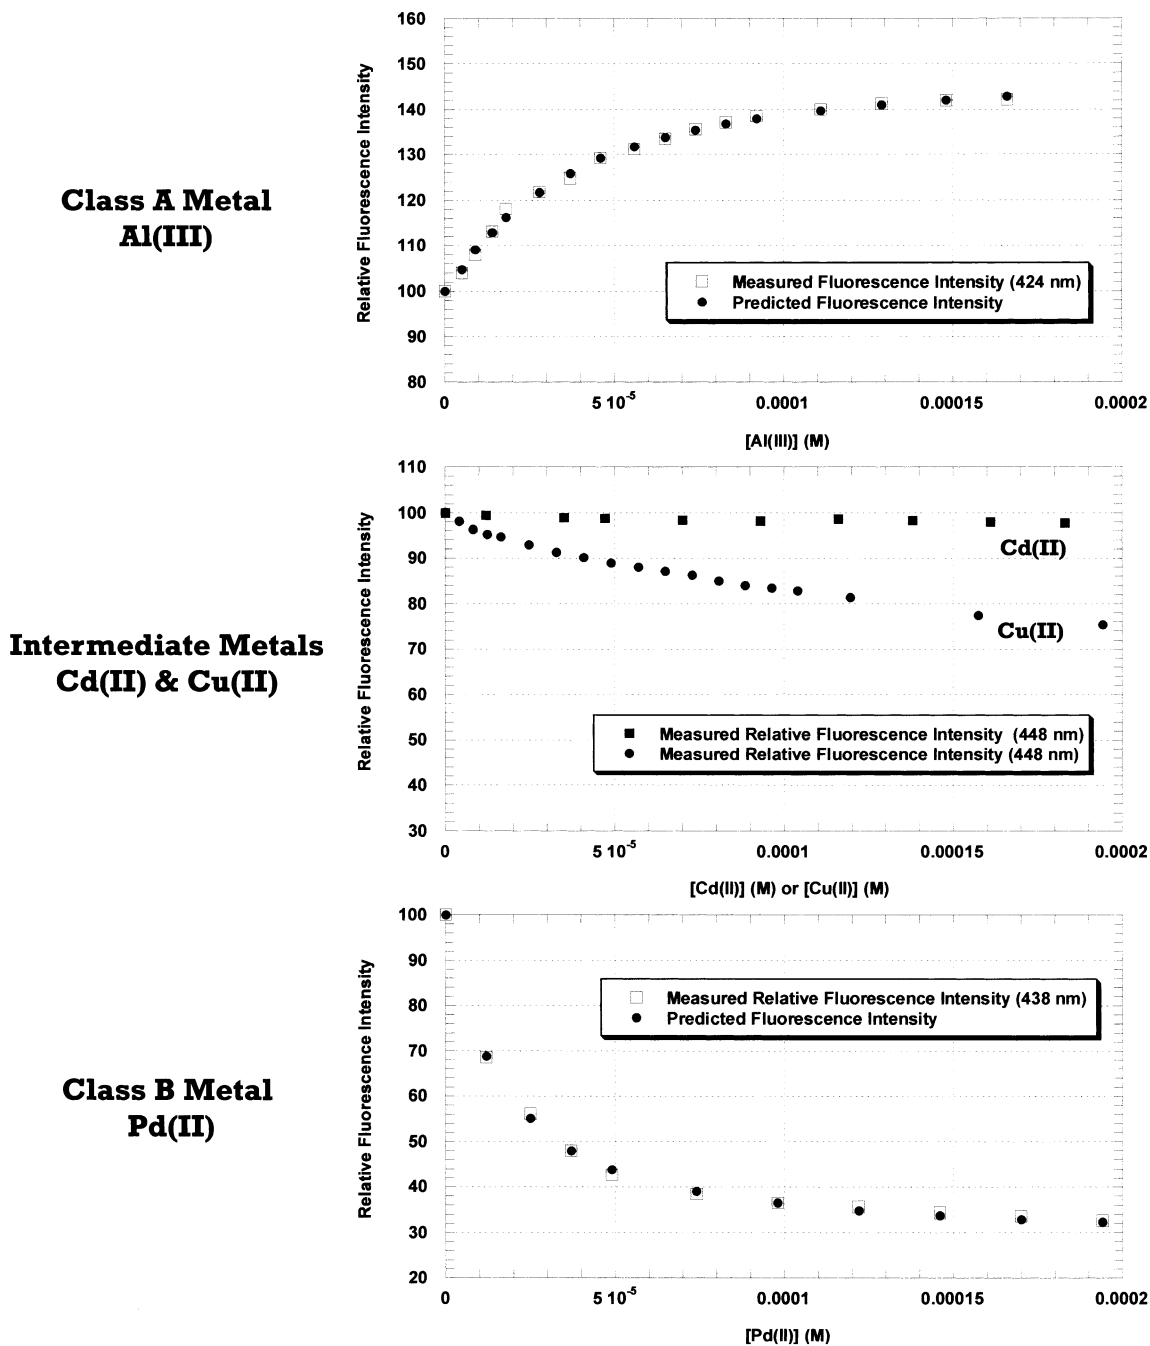 Class A Metal
Al(III)
Relative Fluorescence Intensity
160
150
140
130
120
110
100
90
80
Measured Fluorescence Intensity (424 nm)
Predicted Fluorescence Intensity
0 5 10⁻⁵ 0.0001 0.00015 0.0002
[Al(III)] (M)
Intermediate Metals
Cd(II) & Cu(II)
Relative Fluorescence Intensity
110
100
90
80
70
60
50
40
30
Cd(II)
Cu(II)
Measured Relative Fluorescence Intensity (448 nm)
Measured Relative Fluorescence Intensity (448 nm)
0 5 10⁻⁵ 0.0001 0.00015 0.0002
[Cd(II)] (M) or [Cu(II)] (M)
Class B Metal
Pd(II)
Relative Fluorescence Intensity
100
90
80
70
60
50
40
30
20
Measured Relative Fluorescence Intensity (438 nm)
Predicted Fluorescence Intensity
0 5 10⁻⁵ 0.0001 0.00015 0.0002
[Pd(II)] (M)